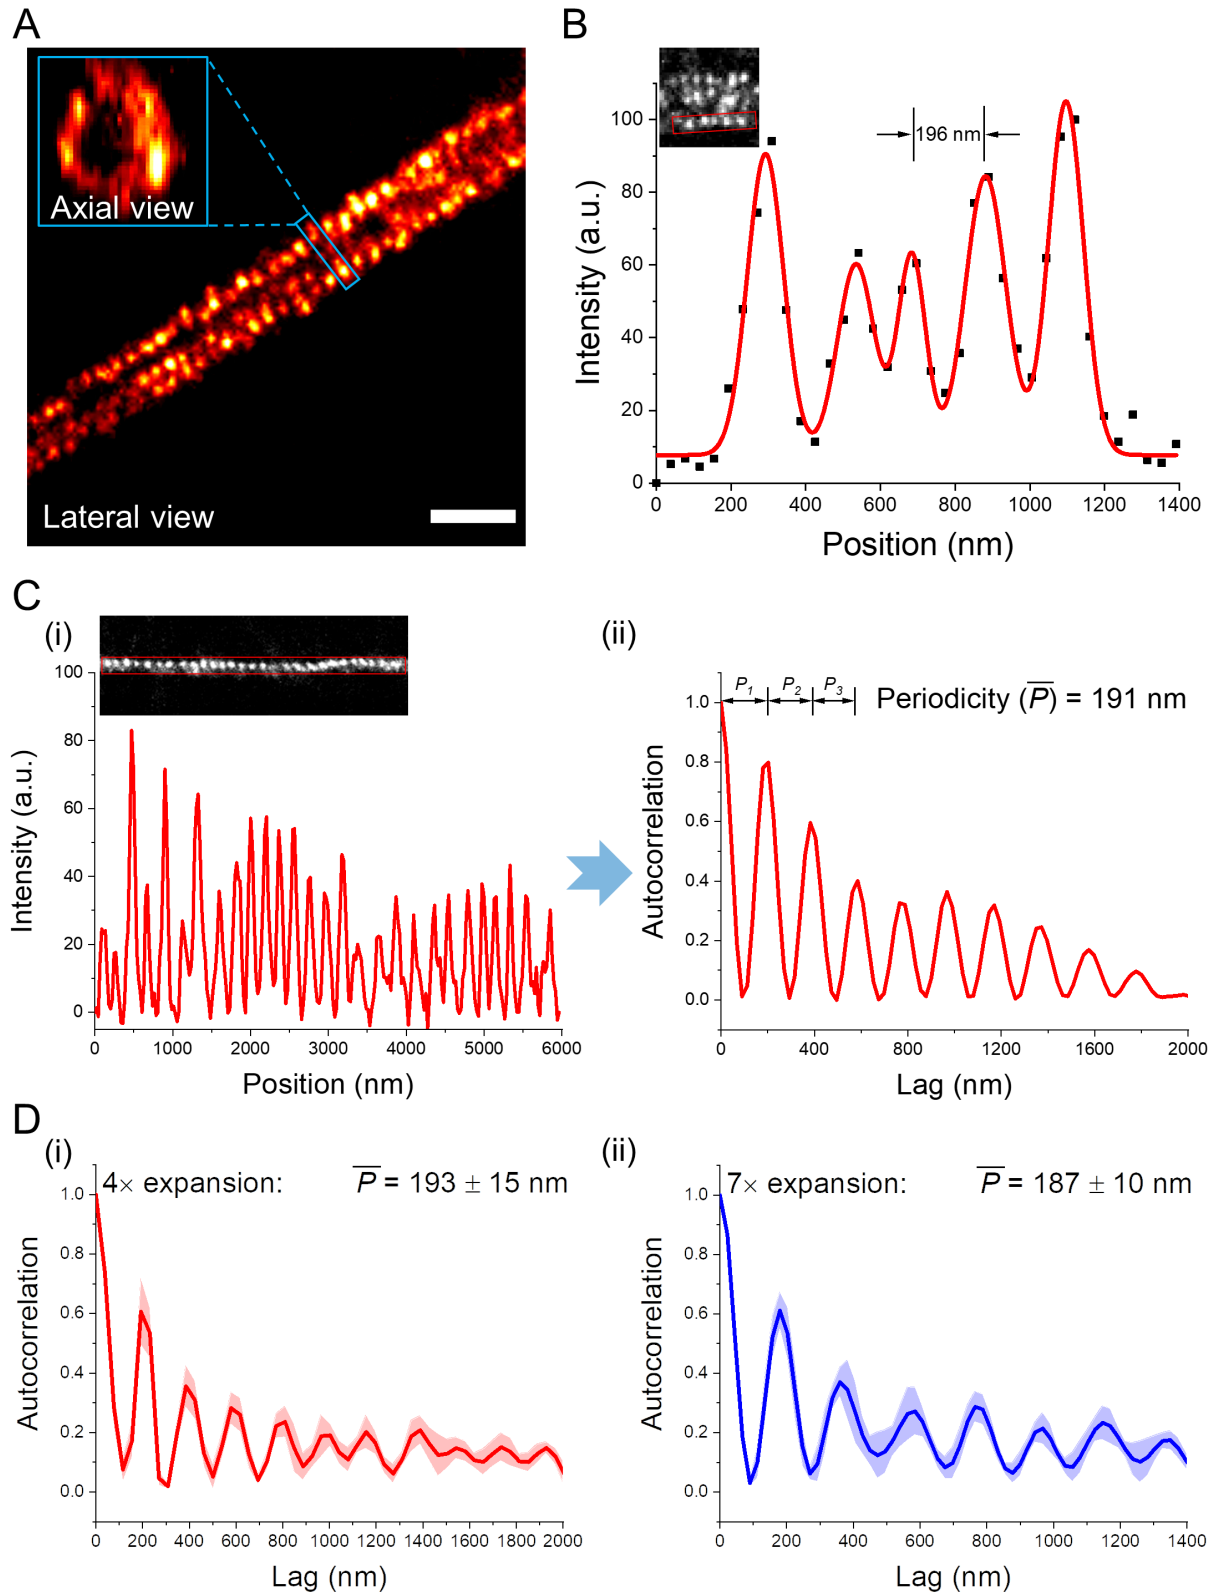 A
Axial view
Lateral view
B
196 nm
Intensity (a.u.)
100
80
60
40
20
0
200 400 600 800 1000 1200 1400
Position (nm)
C
(i)
Intensity (a.u.)
100
80
60
40
20
0
0 1000 2000 3000 4000 5000 6000
Position (nm)
(ii)
P1 P2 P3 Periodicity (P̅) = 191 nm
Autocorrelation
1.0
0.8
0.6
0.4
0.2
0.0
0 400 800 1200 1600 2000
Lag (nm)
D
(i)
4× expansion: P̅ = 193 ± 15 nm
Autocorrelation
1.0
0.8
0.6
0.4
0.2
0.0
0 200 400 600 800 1000 1200 1400 1600 1800 2000
Lag (nm)
(ii)
7× expansion: P̅ = 187 ± 10 nm
Autocorrelation
1.0
0.8
0.6
0.4
0.2
0.0
0 200 400 600 800 1000 1200 1400
Lag (nm)